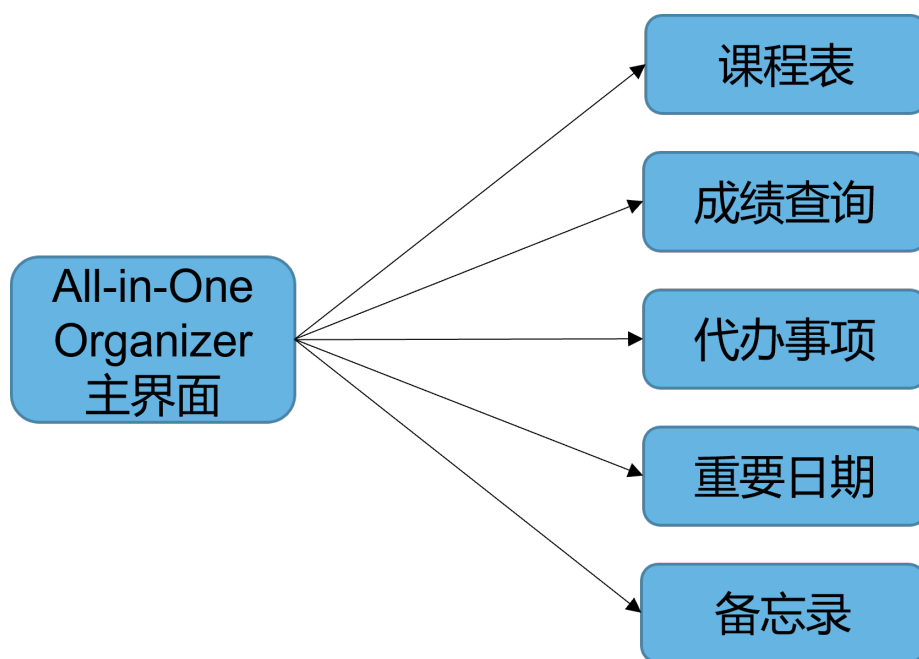 课程表
成绩查询
All-in-One
Organizer
主界面
代办事项
重要日期
备忘录